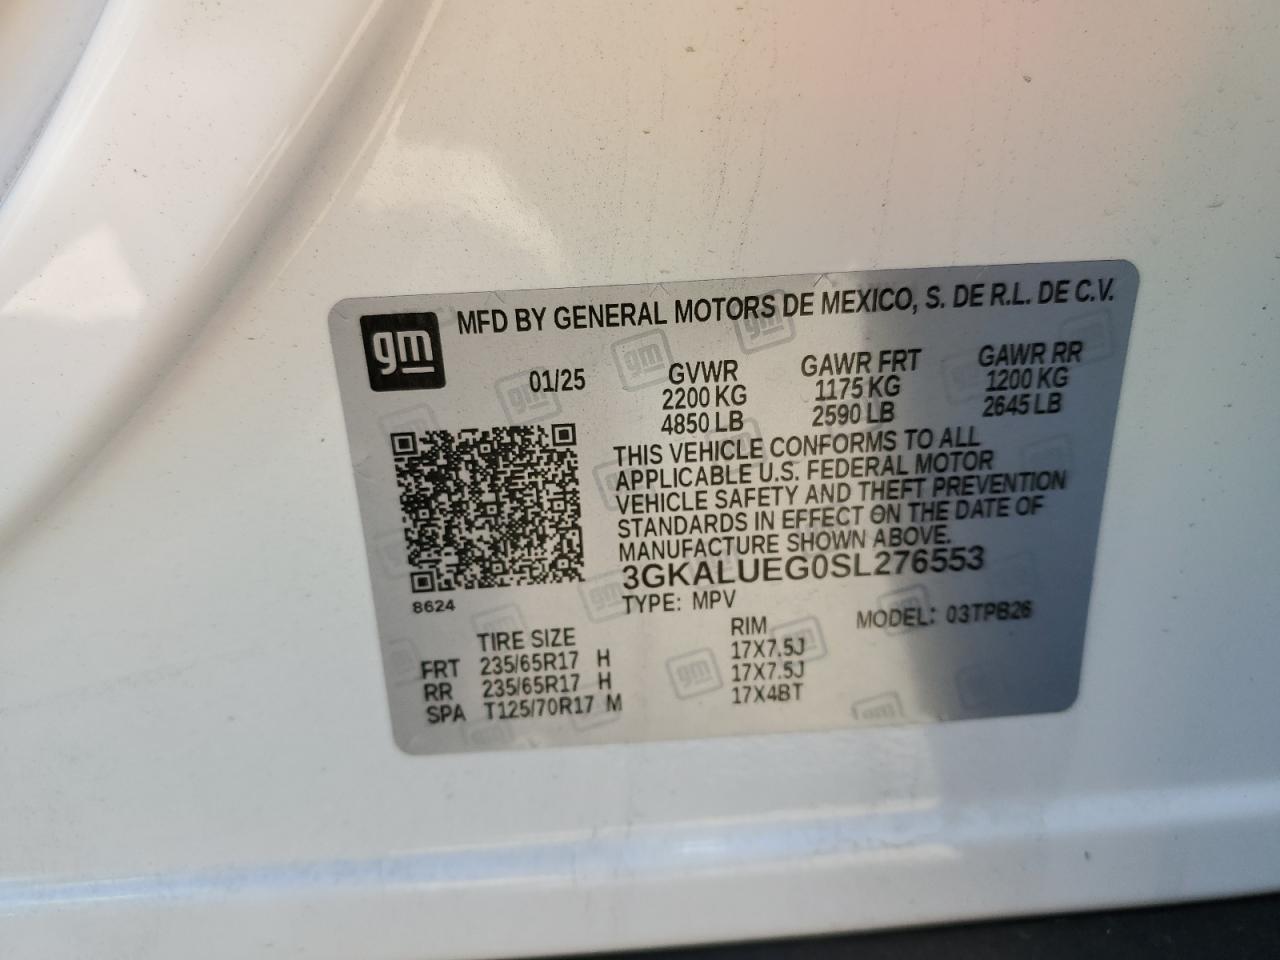 MFD BY GENERAL MOTORS DE MEXICO, S. DE R.L. DE C.V.
gm
01/25
GVWR GAWR FRT GAWR RR
2200 KG 1175 KG 1200 KG
4850 LB 2590 LB 2645 LB
THIS VEHICLE CONFORMS TO ALL
APPLICABLE U.S. FEDERAL MOTOR
VEHICLE SAFETY AND THEFT PREVENTION
STANDARDS IN EFFECT ON THE DATE OF
MANUFACTURE SHOWN ABOVE.
3GKALUEG0SL276553
8624
TYPE: MPV
MODEL: 03TPB26
TIRE SIZE RIM
FRT 235/65R17 H 17X7.5J
RR 235/65R17 H 17X7.5J
SPA T125/70R17 M 17X4BT